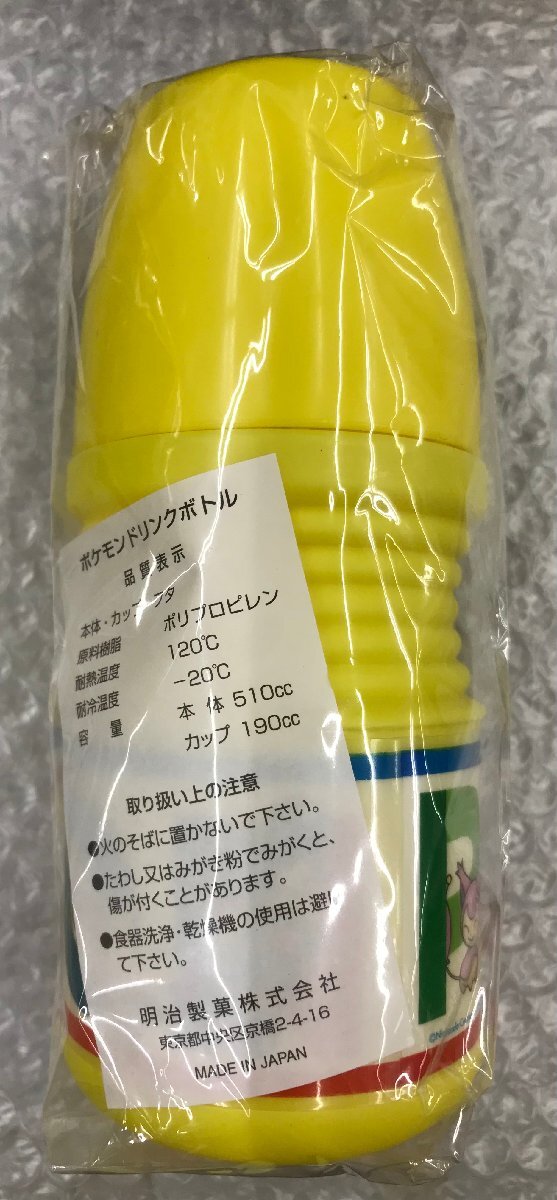 ポケモンドリンクボトル
品質表示
本体・カップ・フタ
原料樹脂 ポリプロピレン
耐熱温度 120℃
耐冷温度 −20℃
容量 本体 510cc
カップ 190cc
取り扱い上の注意
●火のそばに置かないで下さい。
●たわし又はみがき粉でみがくと、
傷が付くことがあります。
●食器洗浄・乾燥機の使用は避け
て下さい。
明治製菓株式会社
東京都中央区京橋2-4-16
MADE IN JAPAN